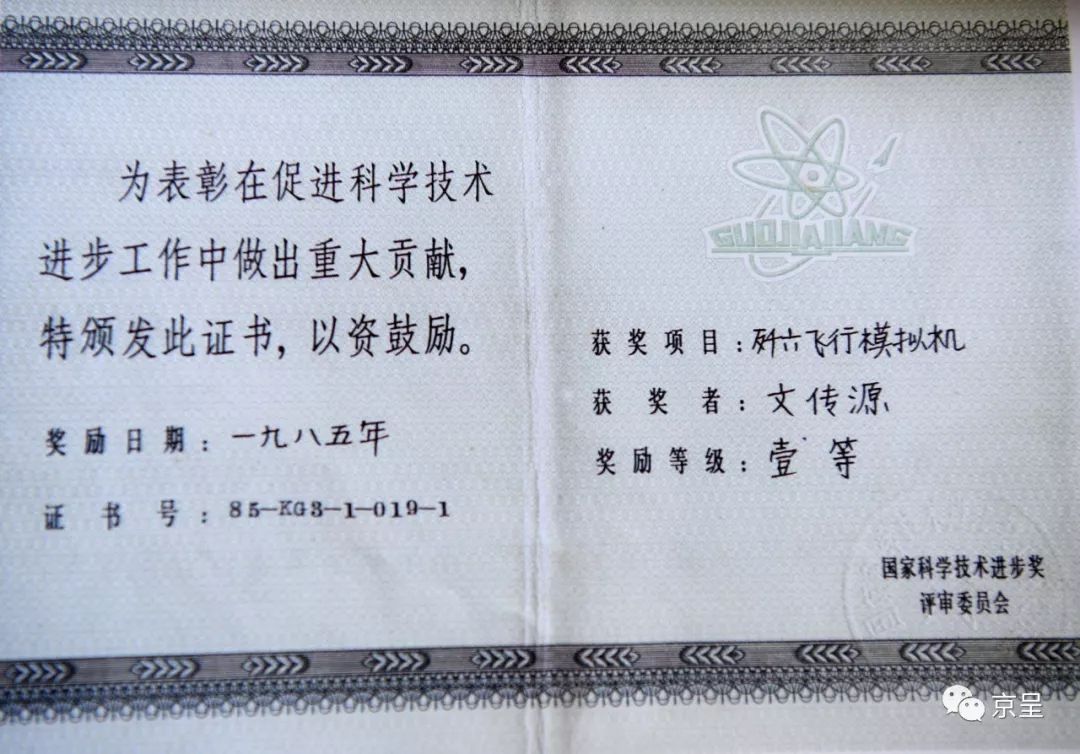 为表彰在促进科学技术
进步工作中做出重大贡献，
特颁发此证书，以资鼓励。
奖励日期：一九八五年
证书号：85-KG3-1-019-1
GUOJIAJIANG
获奖项目：歼六飞行模拟机
获奖者：文传源
奖励等级：壹等
国家科学技术进步奖
评审委员会
京呈